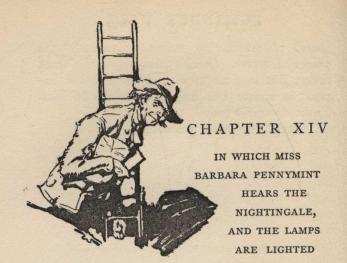 CHAPTER XIV
IN WHICH MISS
BARBARA PENNYMINT
HEARS THE
NIGHTINGALE,
AND THE LAMPS
ARE LIGHTED